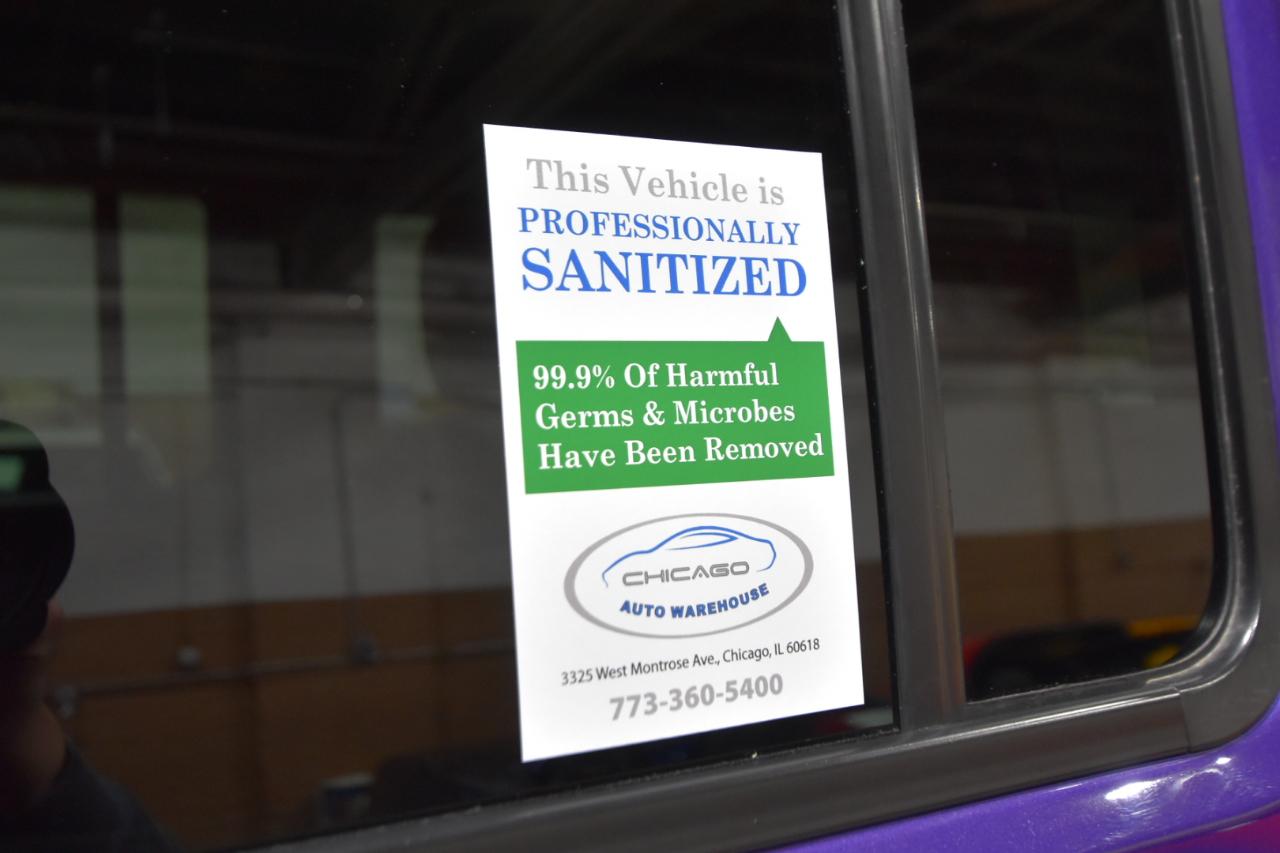 This Vehicle is
PROFESSIONALLY
SANITIZED
99.9% Of Harmful
Germs & Microbes
Have Been Removed
CHICAGO
AUTO WAREHOUSE
3325 West Montrose Ave., Chicago, IL 60618
773-360-5400